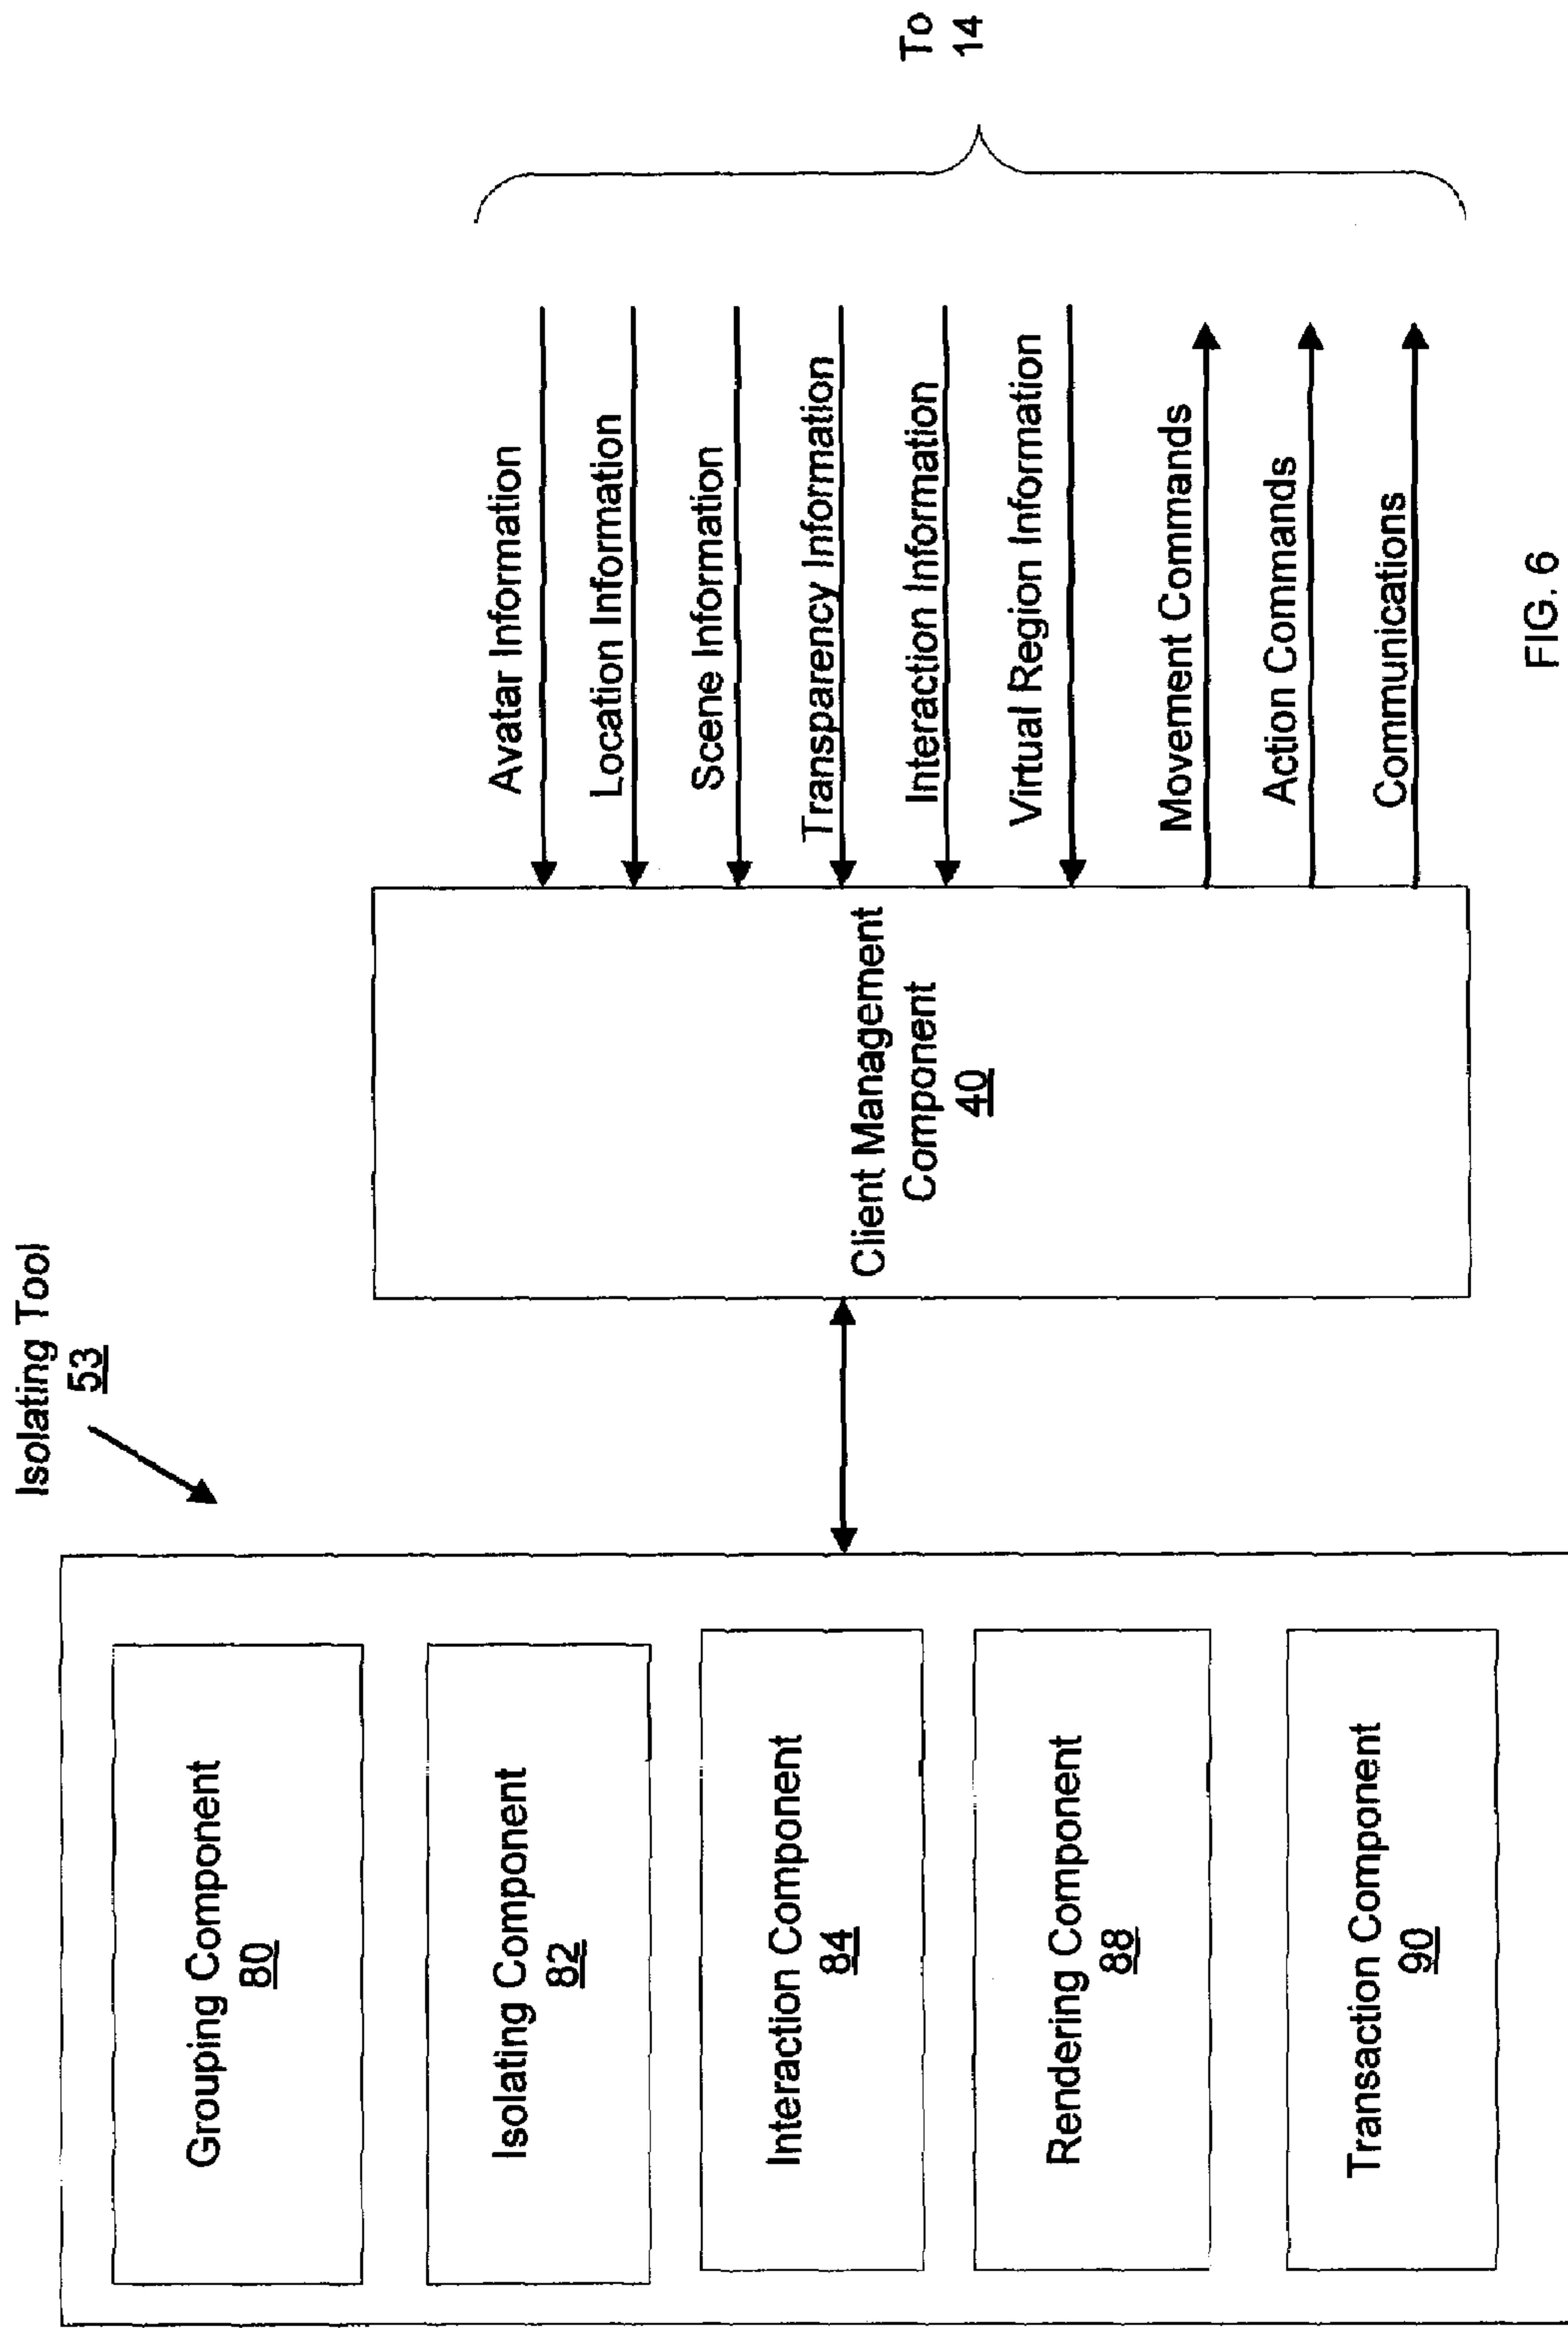 Isolating Tool
53
Grouping Component
80
Isolating Component
82
Interaction Component
84
Rendering Component
88
Transaction Component
90
Client Management
Component
40
Avatar Information
Location Information
Scene Information
Transparency Information
Interaction Information
Virtual Region Information
Movement Commands
Action Commands
Communications
To
14
FIG. 6